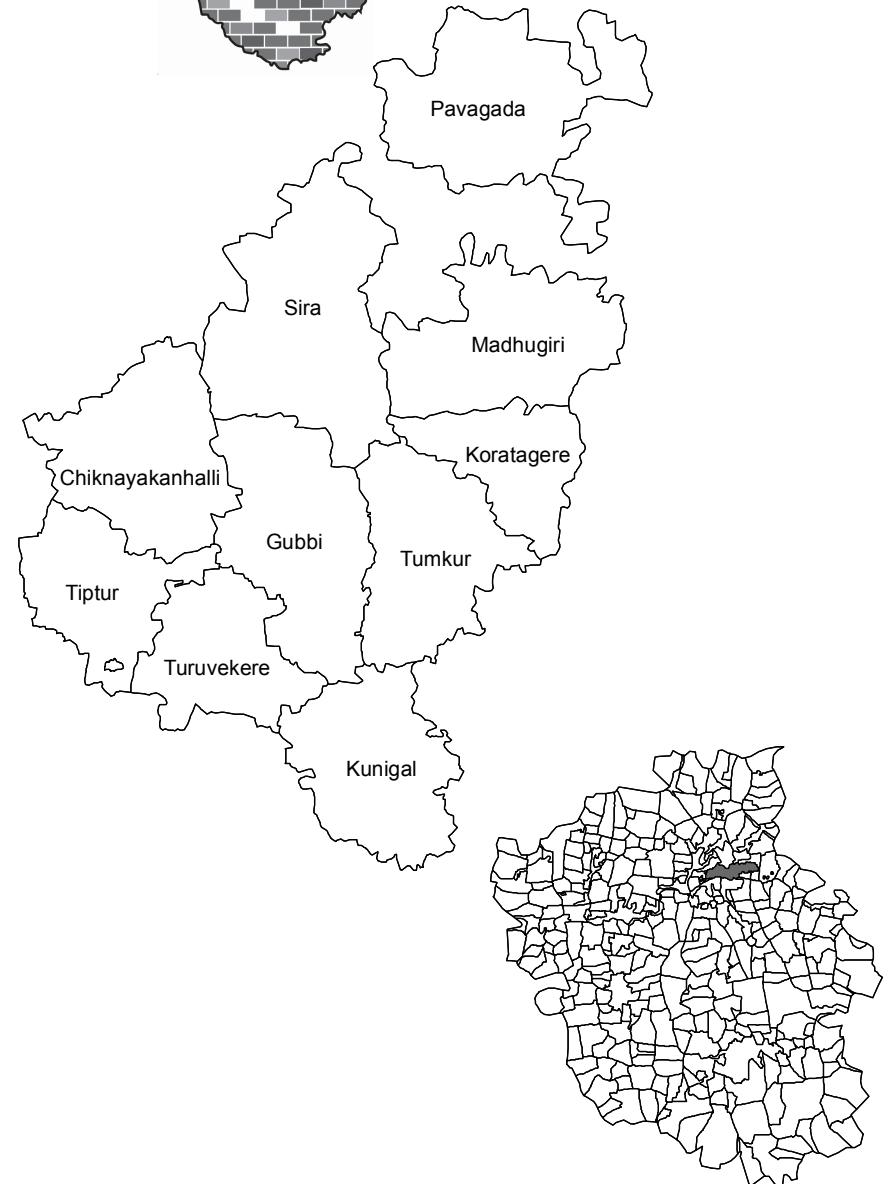 Pavagada
Sira
Madhugiri
Koratagere
Chiknayakanhalli
Gubbi
Tumkur
Tiptur
Turuvekere
Kunigal